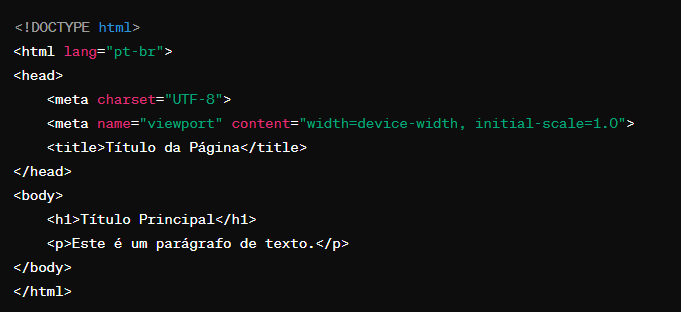 <!DOCTYPE html>
<html lang="pt-br">
<head>
    <meta charset="UTF-8">
    <meta name="viewport" content="width=device-width, initial-scale=1.0">
    <title>Título da Página</title>
</head>
<body>
    <h1>Título Principal</h1>
    <p>Este é um parágrafo de texto.</p>
</body>
</html>